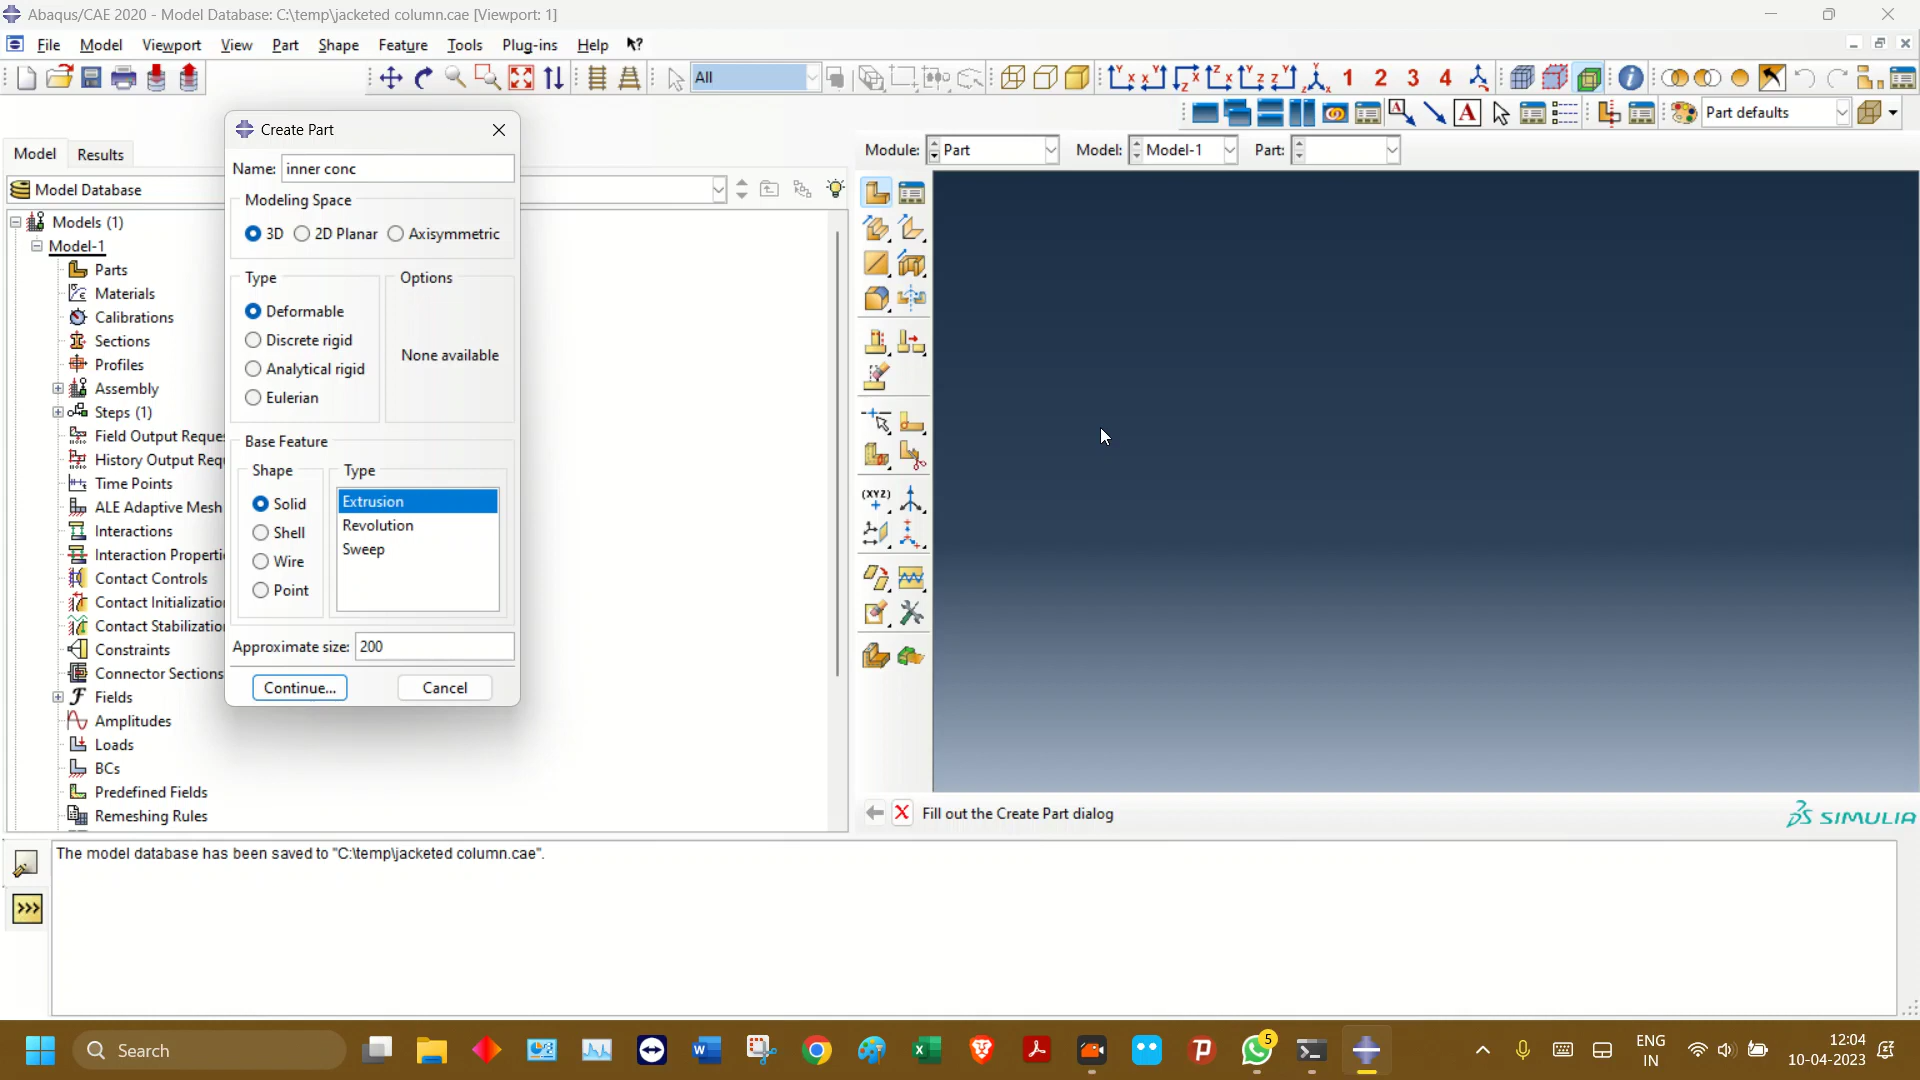 Abaqus/CAE 2020 - Model Database: C:\temp\jacketed column.cae [Viewport: 1]
File Model Viewport View Part Shape Feature Tools Plug-ins Help
All
1 2 3 4
Part defaults
Create Part
Name: inner conc
Modeling Space
3D 2D Planar Axisymmetric
Type
Deformable
Discrete rigid
Analytical rigid
Eulerian
Options
None available
Base Feature
Shape
Solid
Shell
Wire
Point
Type
Extrusion
Revolution
Sweep
Approximate size: 200
Continue... Cancel
Module: Part Model: Model-1 Part:
Model Results
Model Database
Models (1)
Model-1
Parts
Materials
Calibrations
Sections
Profiles
Assembly
Steps (1)
Field Output Reque
History Output Req
Time Points
ALE Adaptive Mesh
Interactions
Interaction Properti
Contact Controls
Contact Initializatio
Contact Stabilizatio
Constraints
Connector Sections
Fields
Amplitudes
Loads
BCs
Predefined Fields
Remeshing Rules
(XYZ)
Fill out the Create Part dialog
SIMULIA
The model database has been saved to "C:\temp\jacketed column.cae".
>>>
Search
5
ENG
IN
12:04
10-04-2023